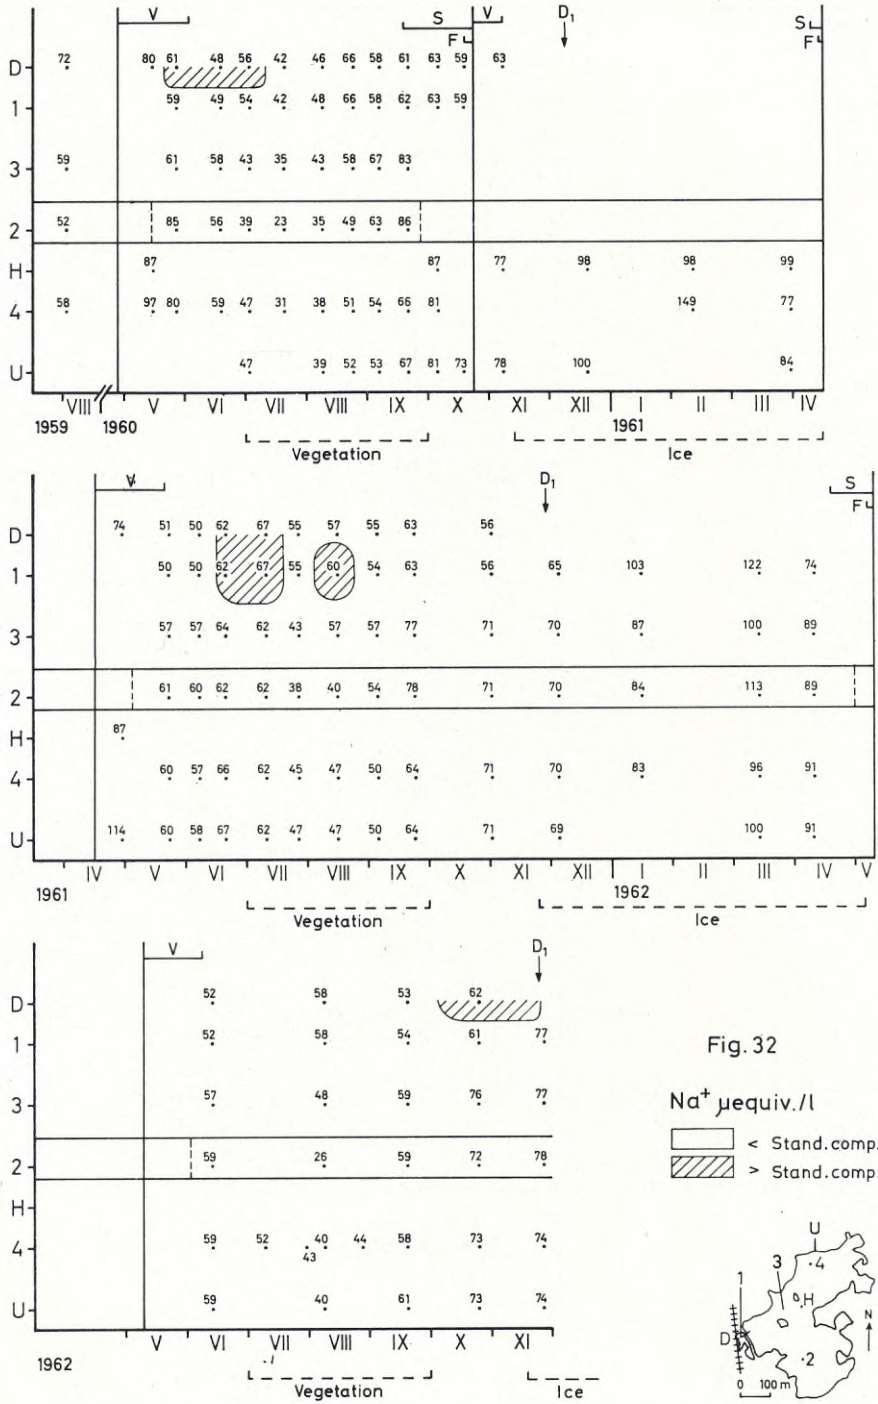 V S V D₁ S
F F
D 72 80 61 48 56 42 46 66 58 61 63 59 63
1 59 49 54 42 48 66 58 62 63 59
3 59 61 58 43 35 43 58 67 83
2 52 85 56 39 23 35 49 63 86
H 87 87 77 98 98 99
4 58 97 80 59 47 31 38 51 54 66 81 149 77
U 47 39 52 53 67 81 73 78 100 84
VIII V VI VII VIII IX X XI XII I II III IV
1959 1960 1961
Vegetation Ice
V D₁ S
F
D 74 51 50 62 67 55 57 55 63 56
1 50 50 62 67 55 60 54 63 56 65 103 122 74
3 57 57 64 62 43 57 57 77 71 70 87 100 89
2 61 60 62 62 38 40 54 78 71 70 84 113 89
H 87
4 60 57 66 62 45 47 50 64 71 70 83 96 91
U 114 60 58 67 62 47 47 50 64 71 69 100 91
IV V VI VII VIII IX X XI XII I II III IV V
1961 1962
Vegetation Ice
V D₁
D 52 58 53 62
1 52 58 54 61 77
3 57 48 59 76 77
2 59 26 59 72 78
H
4 59 52 40 44 58 73 74
43
U 59 40 61 73 74
V VI VII VIII IX X XI
1962
Vegetation Ice
Fig. 32
Na⁺ µequiv./l
< Stand.comp.
> Stand.comp.
U
1 3 4
H
D N
2
0 100 m